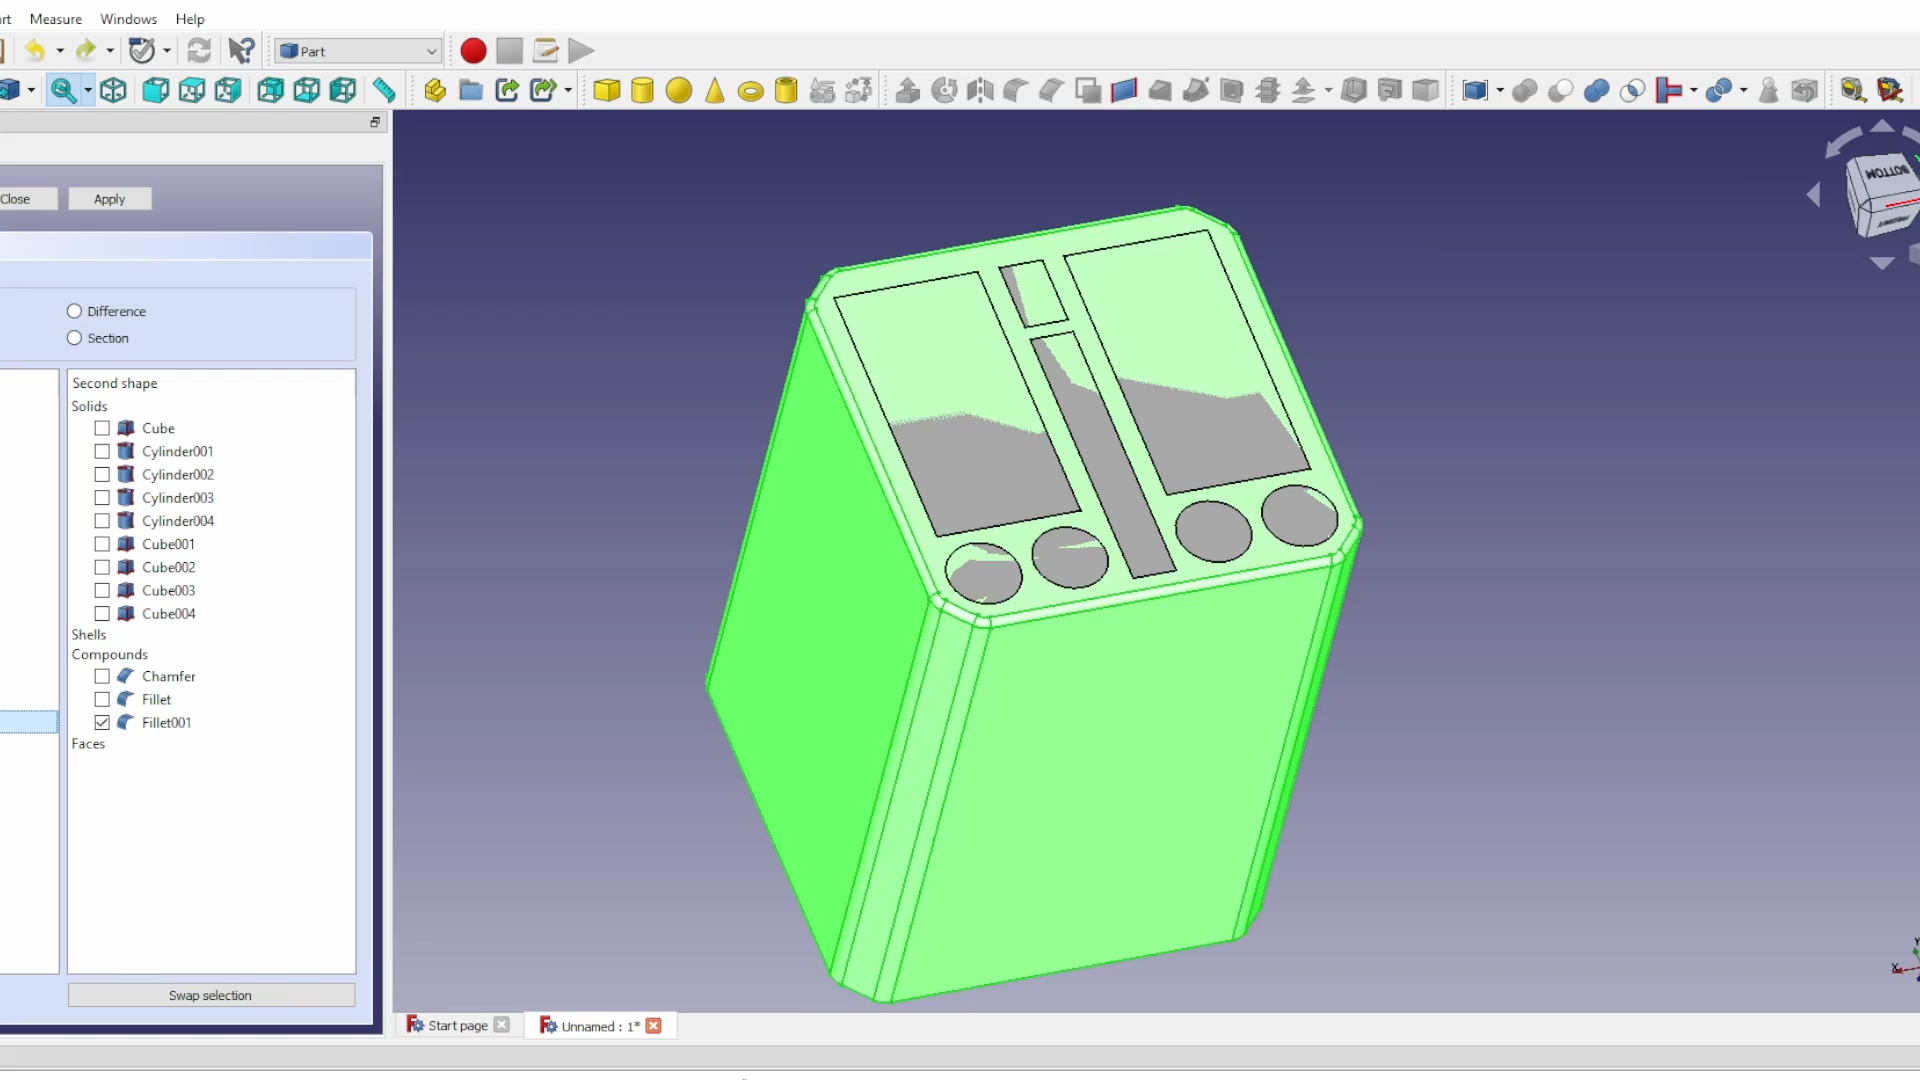 rt Measure Windows Help
Part
Close Apply
Difference
Section
Second shape
Solids
Cube
Cylinder001
Cylinder002
Cylinder003
Cylinder004
Cube001
Cube002
Cube003
Cube004
Shells
Compounds
Chamfer
Fillet
Fillet001
Faces
Swap selection
BOTTOM
FRONT
Y
X
Start page
Unnamed : 1*